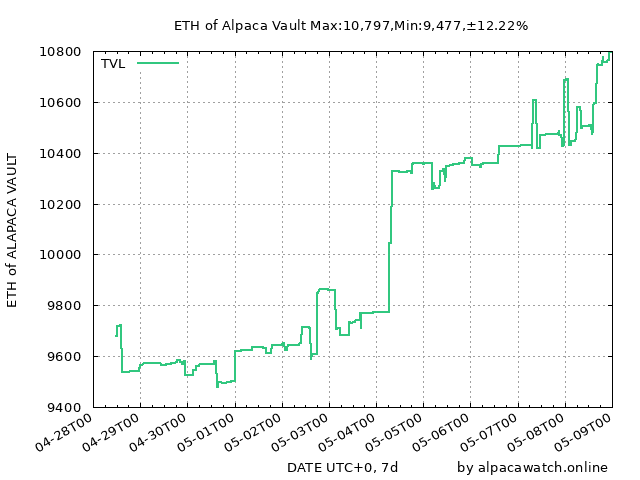 ETH of Alpaca Vault Max:10,797,Min:9,477,±12.22%
TVL
ETH of ALAPACA VAULT
10800
10600
10400
10200
10000
9800
9600
9400
04-28T00
04-29T00
04-30T00
05-01T00
05-02T00
05-03T00
05-04T00
05-05T00
05-06T00
05-07T00
05-08T00
05-09T00
DATE UTC+0, 7d
by alpacawatch.online